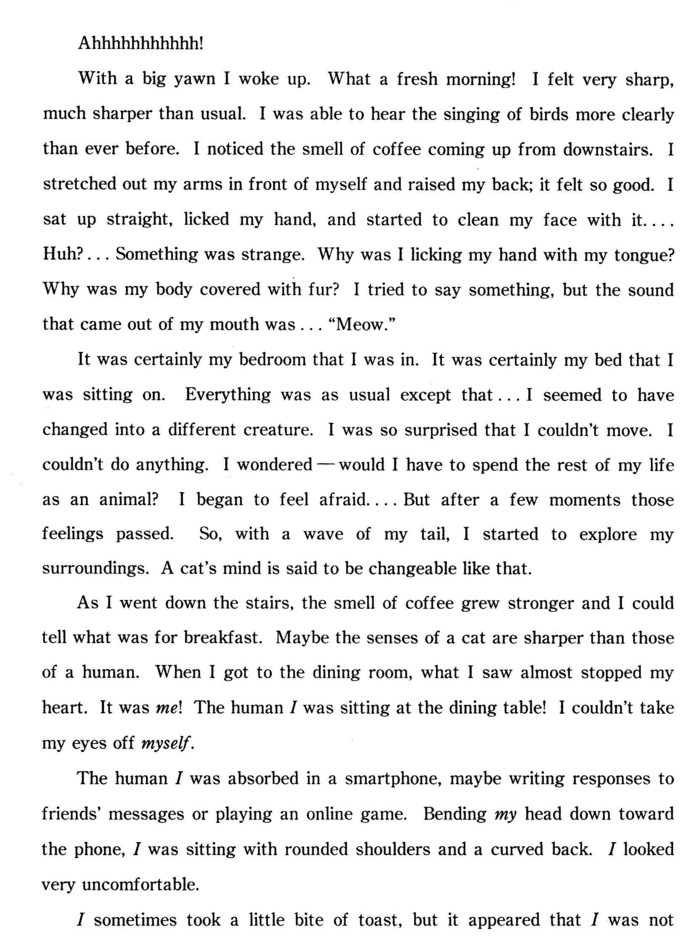 Ahhhhhhhhhhh!
With a big yawn I woke up. What a fresh morning! I felt very sharp,
much sharper than usual. I was able to hear the singing of birds more clearly
than ever before. I noticed the smell of coffee coming up from downstairs. I
stretched out my arms in front of myself and raised my back; it felt so good. I
sat up straight, licked my hand, and started to clean my face with it....
Huh?... Something was strange. Why was I licking my hand with my tongue?
Why was my body covered with fur? I tried to say something, but the sound
that came out of my mouth was... “Meow.”
It was certainly my bedroom that I was in. It was certainly my bed that I
was sitting on. Everything was as usual except that... I seemed to have
changed into a different creature. I was so surprised that I couldn't move. I
couldn't do anything. I wondered — would I have to spend the rest of my life
as an animal? I began to feel afraid.... But after a few moments those
feelings passed. So, with a wave of my tail, I started to explore my
surroundings. A cat's mind is said to be changeable like that.
As I went down the stairs, the smell of coffee grew stronger and I could
tell what was for breakfast. Maybe the senses of a cat are sharper than those
of a human. When I got to the dining room, what I saw almost stopped my
heart. It was me! The human I was sitting at the dining table! I couldn't take
my eyes off myself.
The human I was absorbed in a smartphone, maybe writing responses to
friends' messages or playing an online game. Bending my head down toward
the phone, I was sitting with rounded shoulders and a curved back. I looked
very uncomfortable.
I sometimes took a little bite of toast, but it appeared that I was not